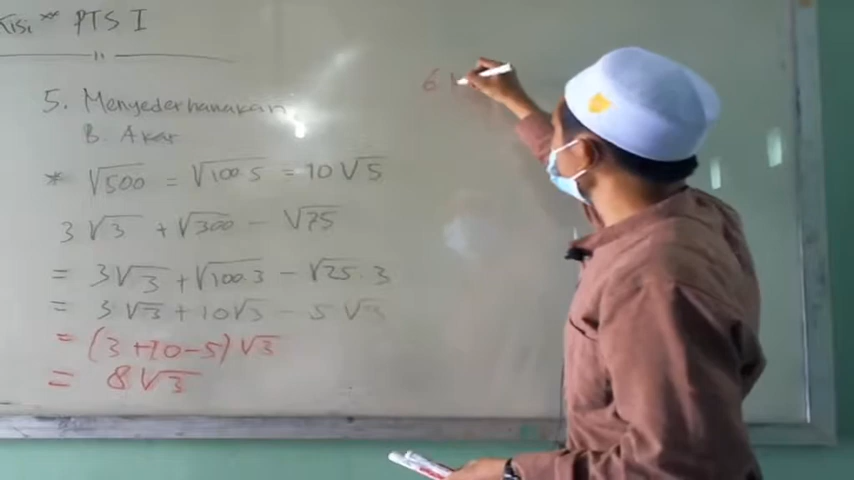 Kisi" PTS I
5. Menyederhanakan
B. Akar
* √500 = √100.5 = 10√5
3√3 + √300 - √75
= 3√3 + √100.3 - √25.3
= 3√3 + 10√3 - 5√3
= (3+10-5)√3
= 8√3
6